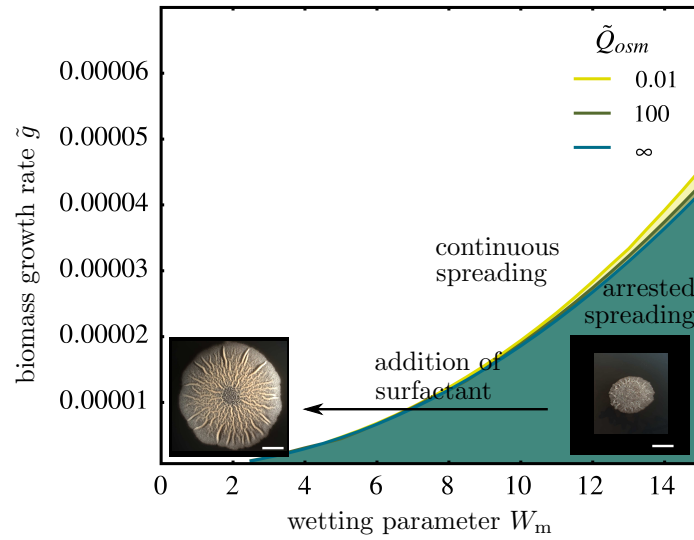 Q̃osm
0.01
100
∞
0.00006
0.00005
0.00004
0.00003
0.00002
0.00001
biomass growth rate g̃
continuous
spreading
arrested
spreading
addition of
surfactant
0 2 4 6 8 10 12 14
wetting parameter Wm